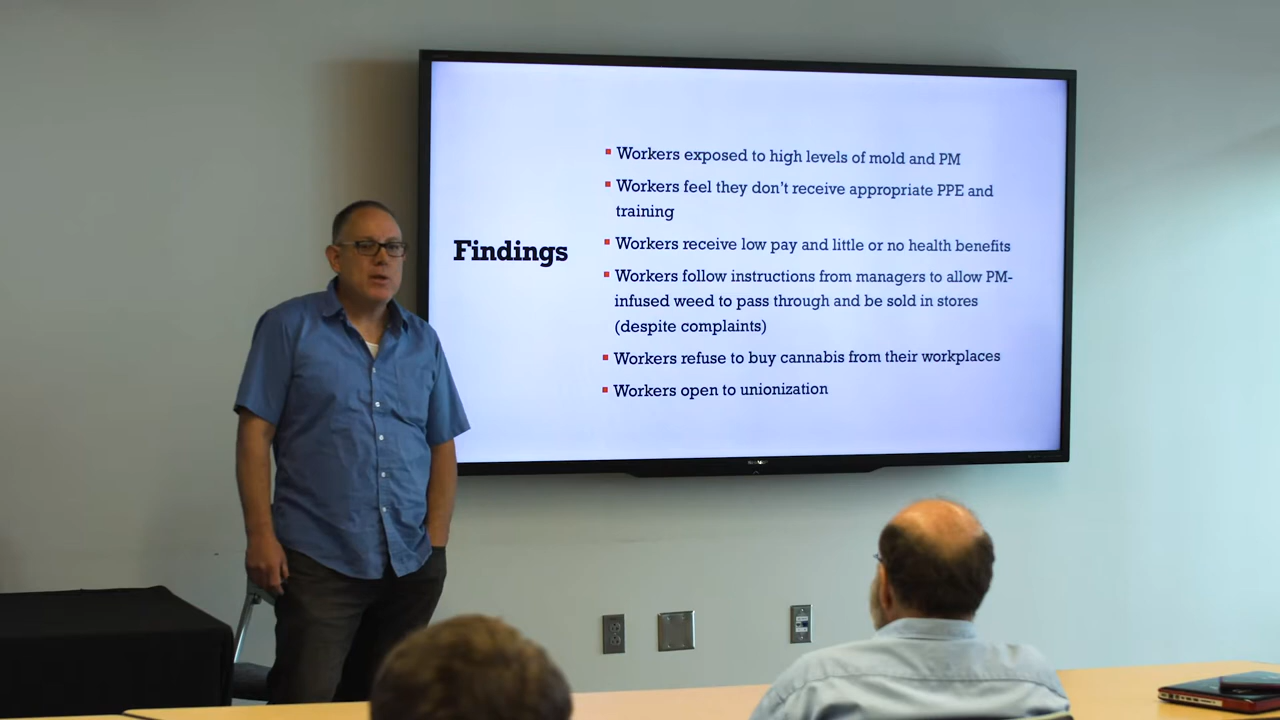 Findings
Workers exposed to high levels of mold and PM
Workers feel they don't receive appropriate PPE and
training
Workers receive low pay and little or no health benefits
Workers follow instructions from managers to allow PM-
infused weed to pass through and be sold in stores
(despite complaints)
Workers refuse to buy cannabis from their workplaces
Workers open to unionization